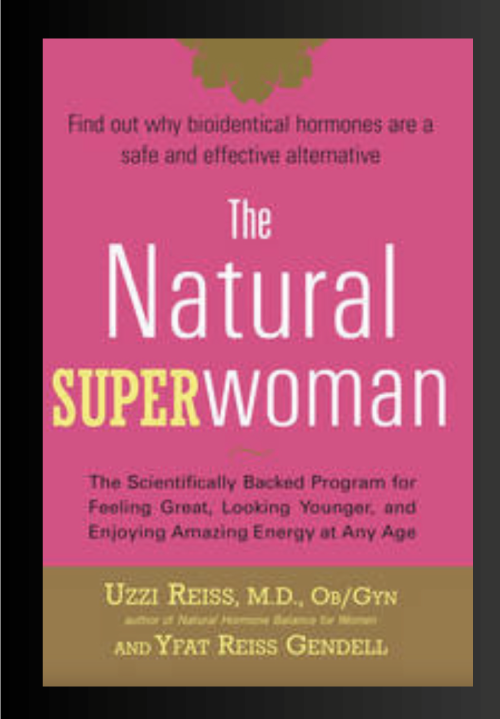 Find out why bioidentical hormones are a
safe and effective alternative
The
Natural
SUPERwoman
The Scientifically Backed Program for
Feeling Great, Looking Younger, and
Enjoying Amazing Energy at Any Age
UZZI REISS, M.D., OB/GYN
author of Natural Hormone Balance for Women
AND YFAT REISS GENDELL